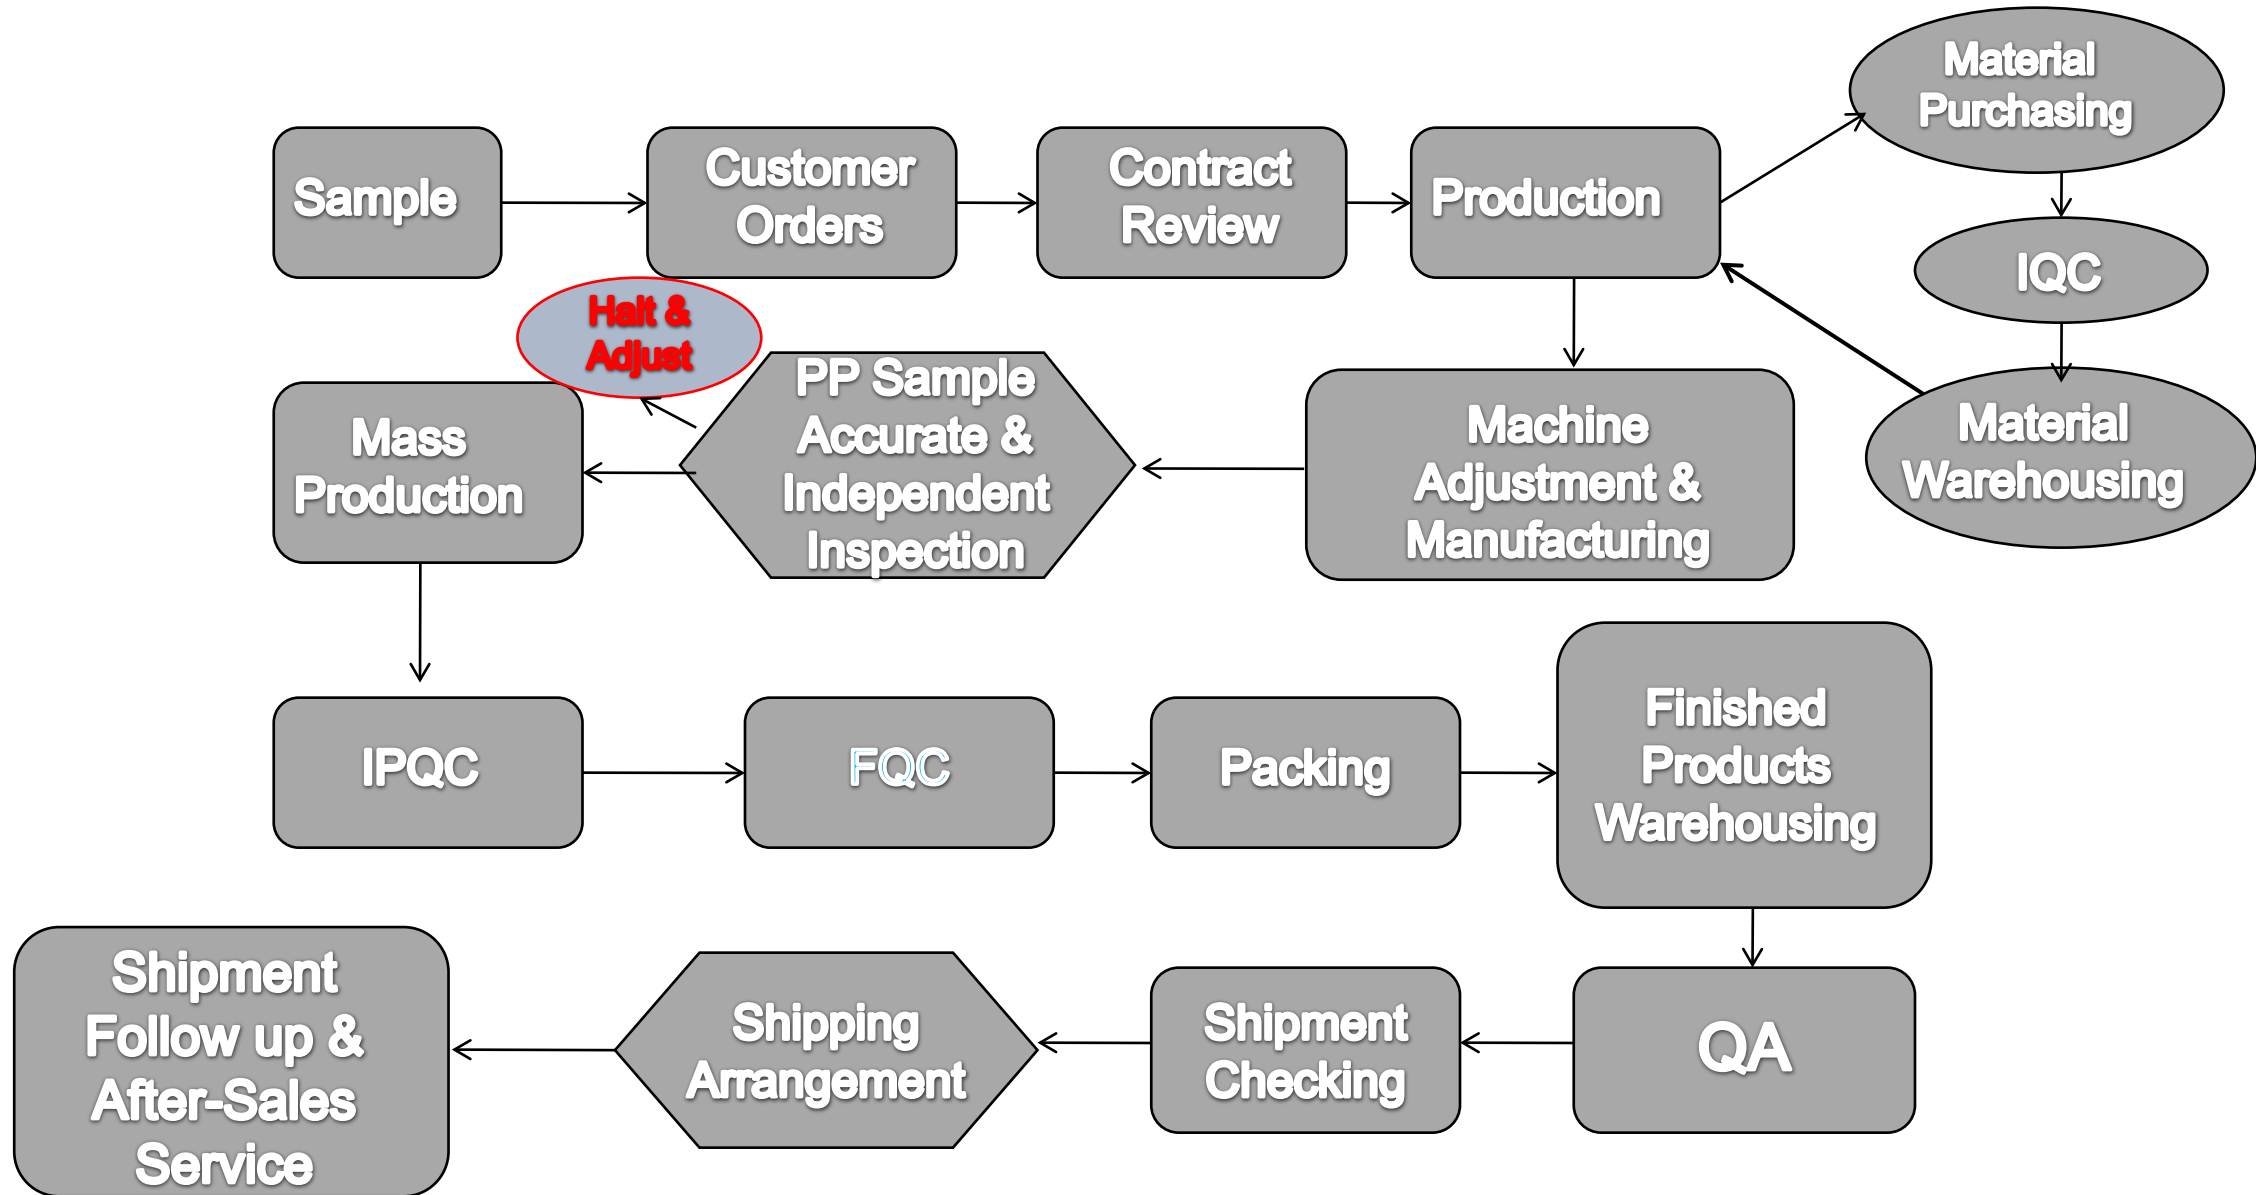 Sample
Customer
Orders
Contract
Review
Production
Material
Purchasing
IQC
Material
Warehousing
Machine
Adjustment &
Manufacturing
PP Sample
Accurate &
Independent
Inspection
Halt &
Adjust
Mass
Production
IPQC
FQC
Packing
Finished
Products
Warehousing
QA
Shipment
Checking
Shipping
Arrangement
Shipment
Follow up &
After-Sales
Service